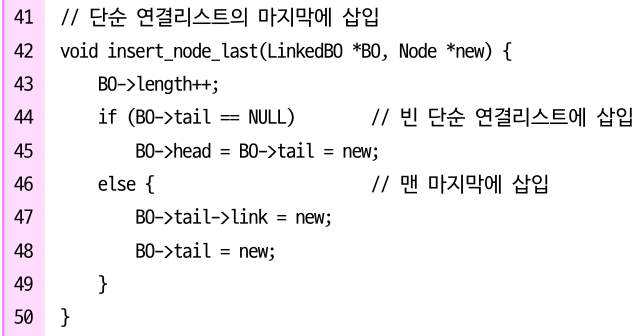 41 // 단순 연결리스트의 마지막에 삽입
42 void insert_node_last(LinkedBO *BO, Node *new) {
43     BO->length++;
44     if (BO->tail == NULL)        // 빈 단순 연결리스트에 삽입
45         BO->head = BO->tail = new;
46     else {                       // 맨 마지막에 삽입
47         BO->tail->link = new;
48         BO->tail = new;
49     }
50 }